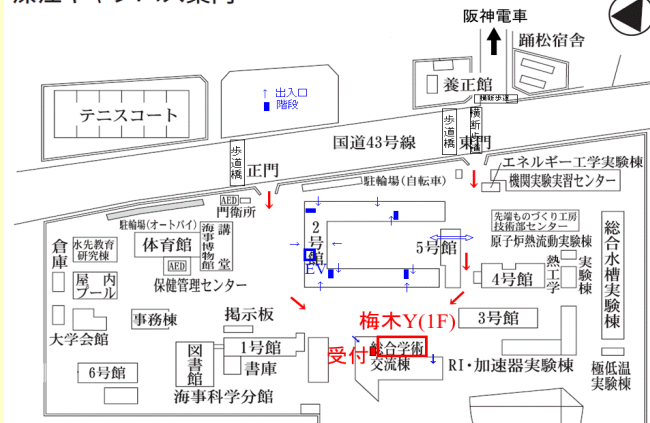 阪神電車
踊松宿舎
養正館
↑ 出入口
階段
テニスコート
横断歩道
歩道橋
横断歩道
国道43号線
東門
歩道橋
正門
エネルギー工学実験棟
機関実験実習センター
駐輪場(自転車)
AED
門衛所
駐輪場(オートバイ)
海事博物館
講堂
2号館
先端ものづくり工房
技術部センター
原子炉熱流動実験棟
総合水槽実験棟
倉庫
水先教育
研究棟
体育館
AED
保健管理センター
5号館
EV
熱工学
実験棟
4号館
屋内
プール
大学会館
事務棟
掲示板
梅木Y(1F)
3号館
図書館
1号館
書庫
受付
総合学術
交流棟
RI・加速器実験棟
極低温
実験棟
6号館
海事科学分館